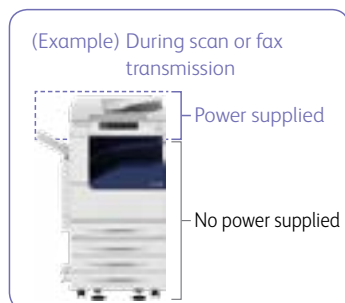 (Example) During scan or fax
transmission
Power supplied
No power supplied